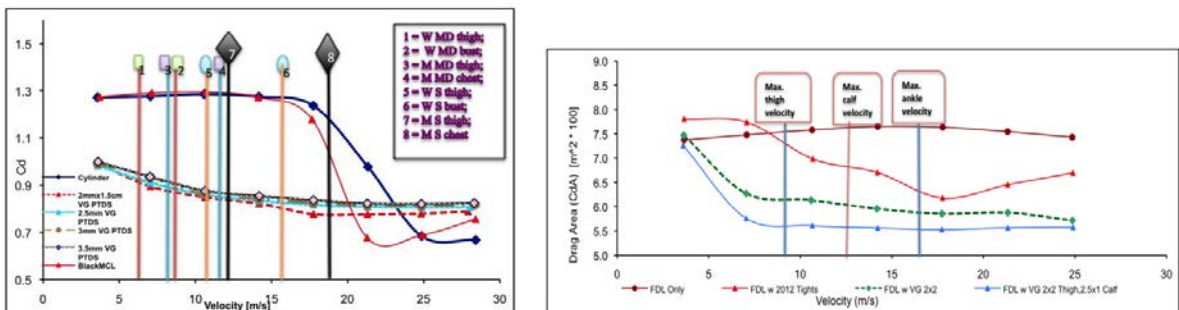 1.5
1.3
1.1
0.9
0.7
0.5
Cd
1
3
2
5
4
7
6
8
1 = W MD thigh;
2 = W MD bust;
3 = M MD thigh;
4 = M MD chest;
5 = W S thigh;
6 = W S bust;
7 = M S thigh;
8 = M S chest
Cylinder
2mmx1.5cm
VG PTDS
2.5mm VG
PTDS
3mm VG PTDS
3.5mm VG
PTDS
BlackMCL
0 5 10 15 20 25 30
Velocity [m/s]
9.0
8.5
8.0
7.5
7.0
6.5
6.0
5.5
5.0
Drag Area (CdA) [m^2 * 100]
Max.
thigh
velocity
Max.
calf
velocity
Max.
ankle
velocity
0 5 10 15 20 25 30
FDL Only
FDL w 2012 Tights
FDL w VG 2x2
FDL w VG 2x2 Thigh,2.5x1 Calf
Velocity (m/s)